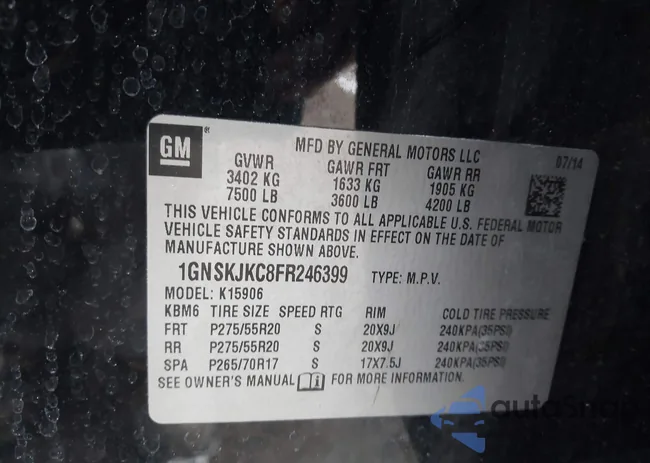 GM
MFD BY GENERAL MOTORS LLC 07/14
GVWR GAWR FRT GAWR RR
3402 KG 1633 KG 1905 KG
7500 LB 3600 LB 4200 LB
THIS VEHICLE CONFORMS TO ALL APPLICABLE U.S. FEDERAL MOTOR
VEHICLE SAFETY STANDARDS IN EFFECT ON THE DATE OF
MANUFACTURE SHOWN ABOVE.
1GNSKJKC8FR246399 TYPE: M.P.V.
MODEL: K15906
KBM6 TIRE SIZE SPEED RTG RIM COLD TIRE PRESSURE
FRT P275/55R20 S 20X9J 240KPA(35PSI)
RR P275/55R20 S 20X9J 240KPA(35PSI)
SPA P265/70R17 S 17X7.5J 240KPA(35PSI)
SEE OWNER'S MANUAL FOR MORE INFORMATION.